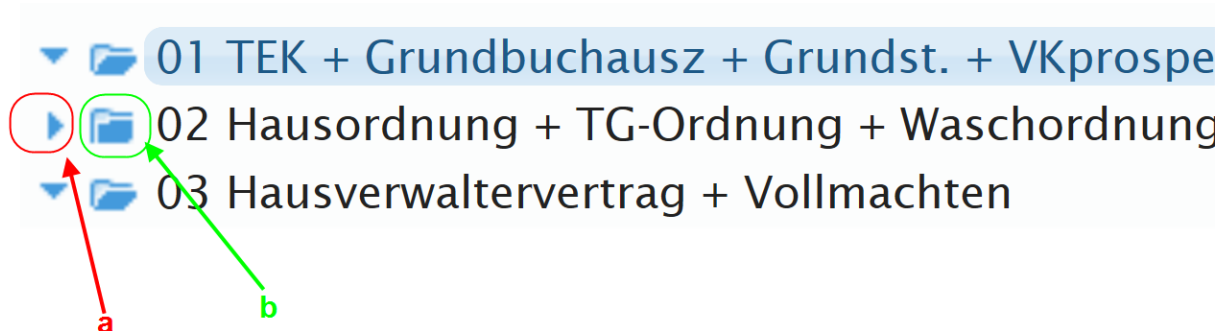 01 TEK + Grundbuchausz + Grundst. + VKprospe
02 Hausordnung + TG-Ordnung + Waschordnung
03 Hausverwaltervertrag + Vollmachten
a
b